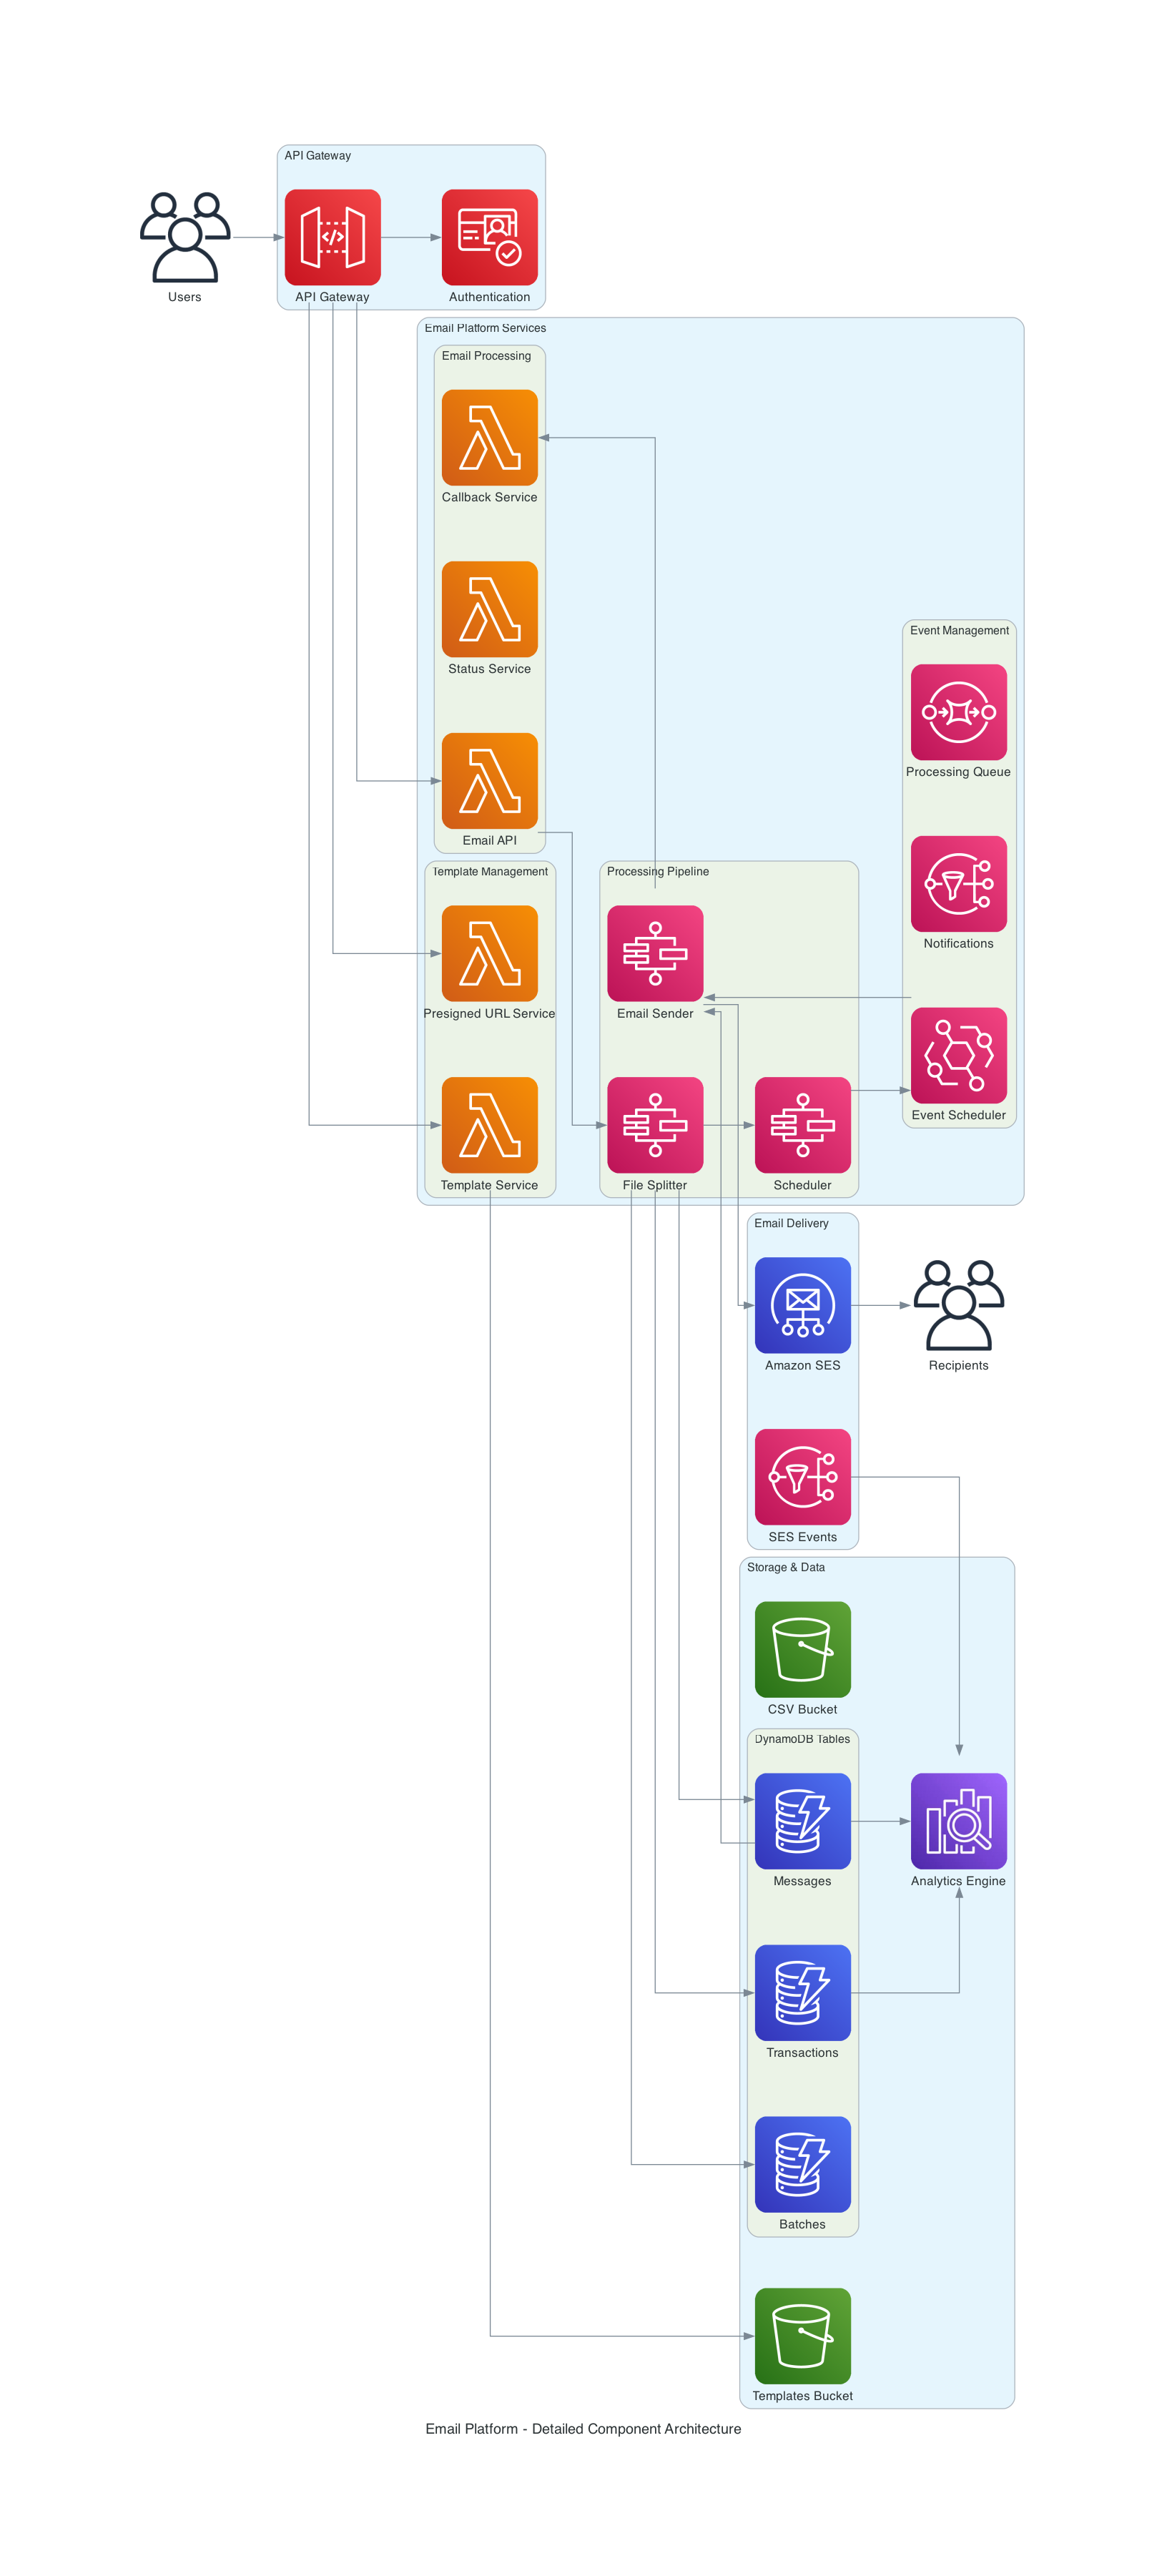 API Gateway
Users
API Gateway
Authentication
Email Platform Services
Email Processing
Callback Service
Status Service
Email API
Event Management
Processing Queue
Notifications
Event Scheduler
Template Management
Presigned URL Service
Template Service
Processing Pipeline
Email Sender
File Splitter
Scheduler
Email Delivery
Amazon SES
Recipients
SES Events
Storage & Data
CSV Bucket
DynamoDB Tables
Messages
Analytics Engine
Transactions
Batches
Templates Bucket
Email Platform - Detailed Component Architecture